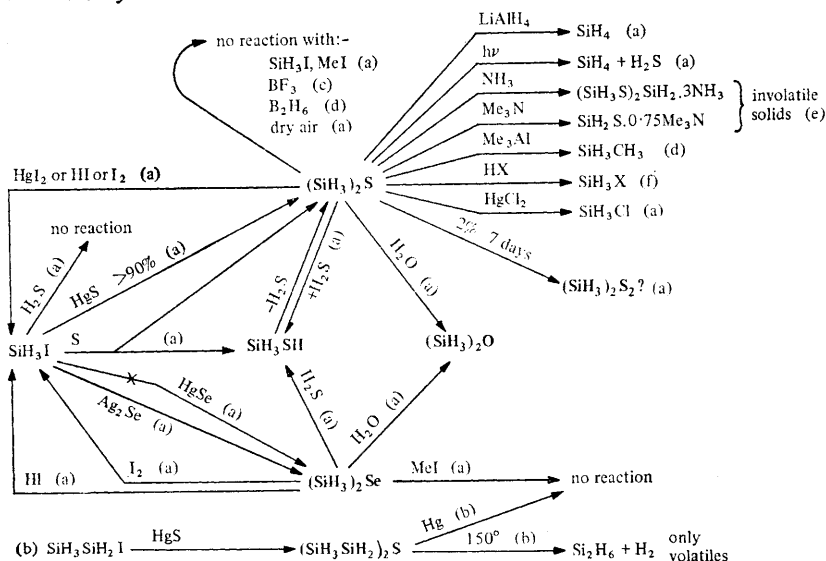 no reaction with:-
SiH₃I, MeI (a)
BF₃ (c)
B₂H₆ (d)
dry air (a)
LiAlH₄
SiH₄ (a)
hν
SiH₄ + H₂S (a)
NH₃
(SiH₃S)₂SiH₂.3NH₃
Me₃N
SiH₂S.0·75Me₃N
involatile
solids (e)
Me₃Al
SiH₃CH₃ (d)
HX
SiH₃X (f)
HgCl₂
SiH₃Cl (a)
HgI₂ or HI or I₂ (a)
(SiH₃)₂S
no reaction
2% 7 days
(SiH₃)₂S₂? (a)
H₂S (a)
HgS >90% (a)
-H₂S
+H₂S (a)
H₂O (a)
SiH₃I
S (a)
SiH₃SH
(SiH₃)₂O
HgSe (a)
Ag₂Se (a)
H₂S (a)
H₂O (a)
I₂ (a)
HI (a)
(SiH₃)₂Se
MeI (a)
no reaction
Hg (b)
(b) SiH₃SiH₂I
HgS
(SiH₃SiH₂)₂S
150° (b)
Si₂H₆ + H₂
only
volatiles